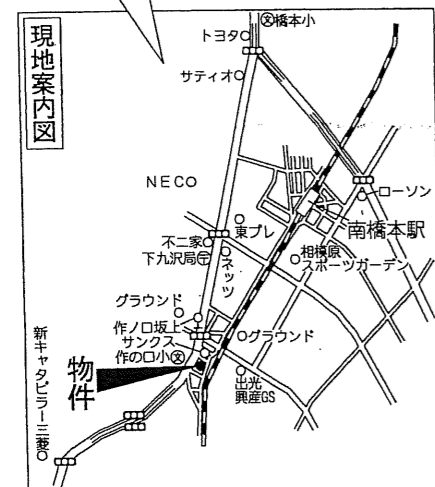 現地案内図
㊛橋本小
トヨタ
サティオ
NEC
ローソン
南橋本駅
東プレ
不二家
下九沢局〒
ネッツ
相模原
スポーツガーデン
グラウンド
作ノ口坂上
サンクス
作の口小文
グラウンド
物件
出光
興産GS
新キャタピラー三菱